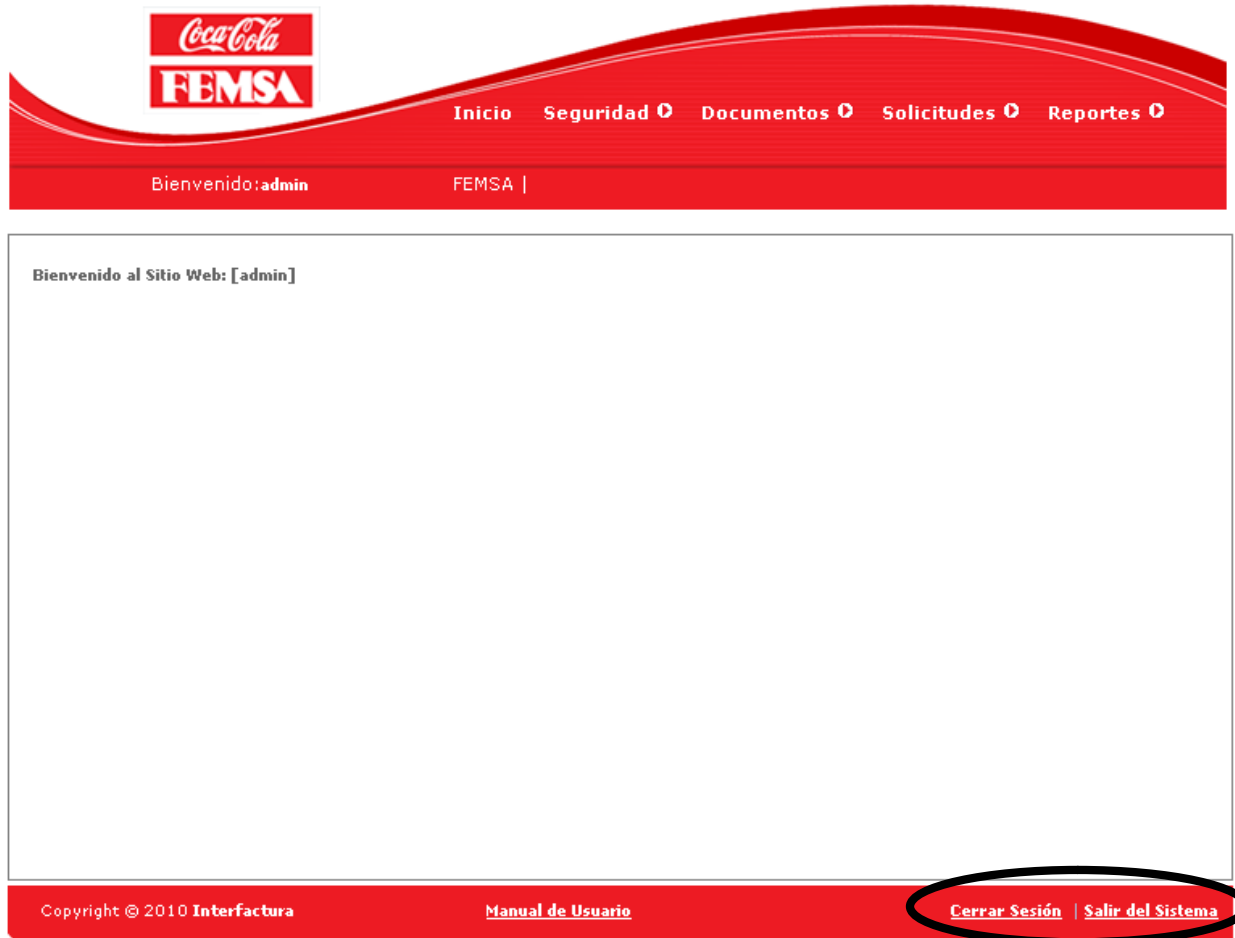 Coca-Cola
FEMSA
Inicio Seguridad Documentos Solicitudes Reportes
Bienvenido:admin FEMSA |
Bienvenido al Sitio Web: [admin]
Copyright © 2010 Interfactura Manual de Usuario Cerrar Sesión | Salir del Sistema